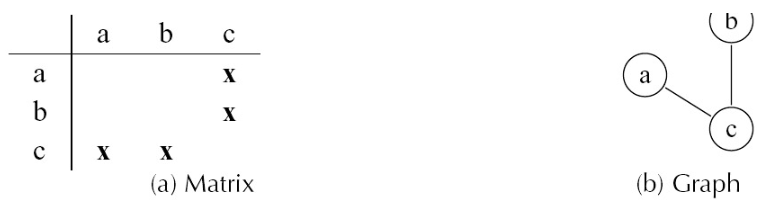 a b c
a x
b x
c x x
(a) Matrix
b
a
c
(b) Graph